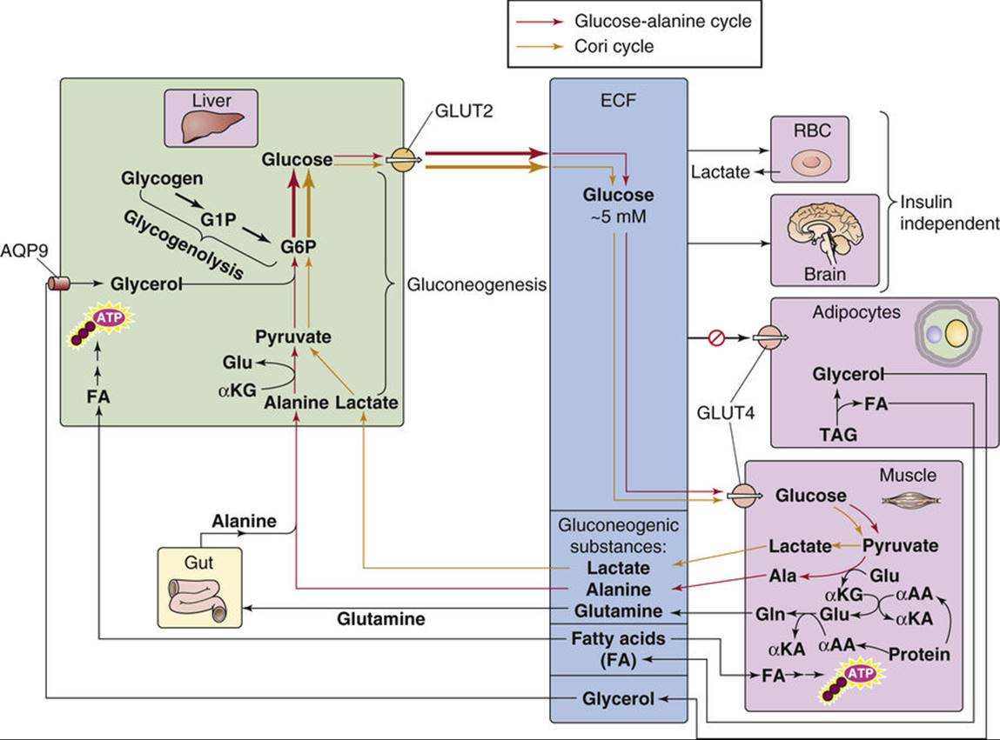 Glucose-alanine cycle
Cori cycle
Liver
GLUT2
ECF
RBC
Lactate
Glucose
Glycogen
G1P
Glycogenolysis
G6P
Glucose
~5 mM
Insulin
independent
Brain
AQP9
Glycerol
Gluconeogenesis
ATP
Pyruvate
Glu
αKG
FA
Alanine
Lactate
Adipocytes
Glycerol
FA
TAG
GLUT4
Muscle
Glucose
Gluconeogenic
substances:
Lactate
Alanine
Glutamine
Lactate
Pyruvate
Ala
Glu
αKG
αAA
Gln
Glu
αKA
αKA
αAA
Protein
FA
ATP
Alanine
Gut
Glutamine
Fatty acids
(FA)
Glycerol